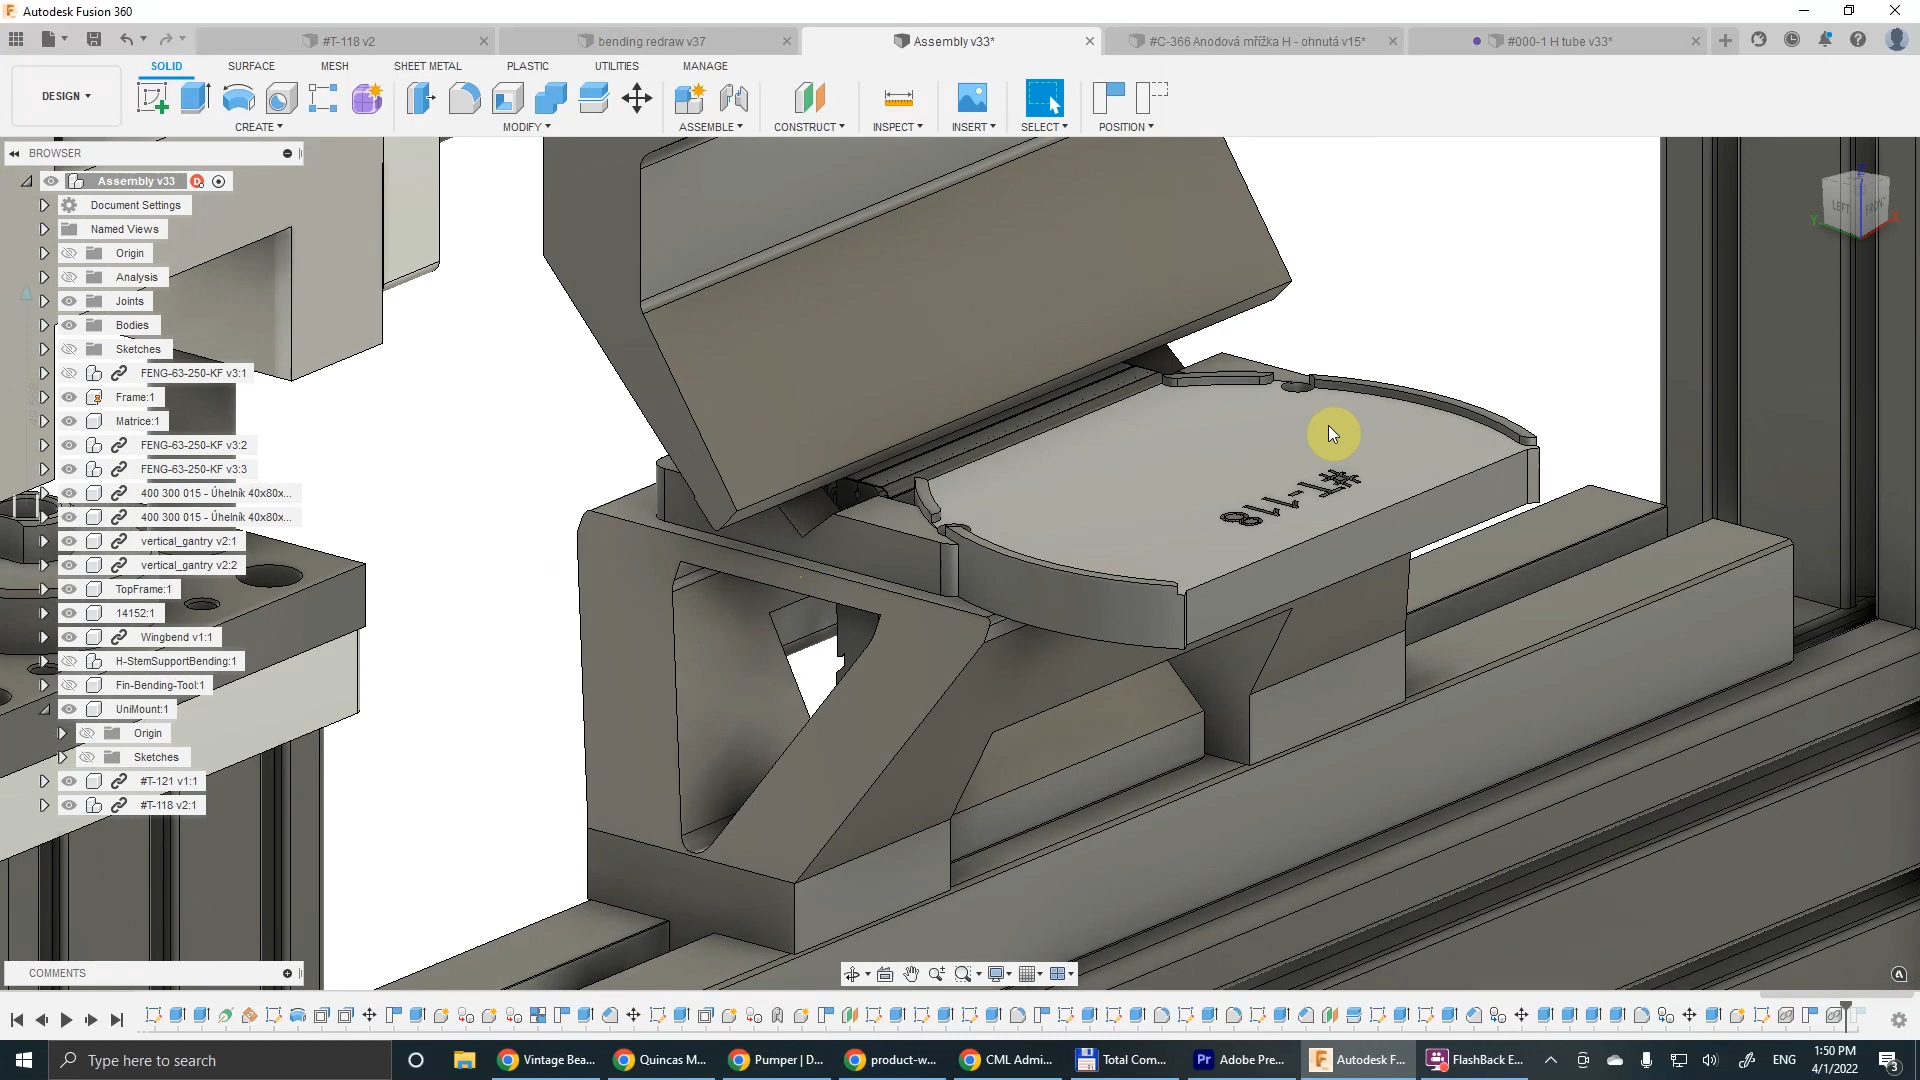 Autodesk Fusion 360
#T-118 v2
bending redraw v37
Assembly v33*
#C-366 Anodová mřížka H - ohnutá v15*
#000-1 H tube v33*
DESIGN
SOLID
SURFACE
MESH
SHEET METAL
PLASTIC
UTILITIES
MANAGE
CREATE
MODIFY
ASSEMBLE
CONSTRUCT
INSPECT
INSERT
SELECT
POSITION
BROWSER
Assembly v33
Document Settings
Named Views
Origin
Analysis
Joints
Bodies
Sketches
FENG-63-250-KF v3:1
Frame:1
Matrice:1
FENG-63-250-KF v3:2
FENG-63-250-KF v3:3
400 300 015 - Úhelník 40x80x...
400 300 015 - Úhelník 40x80x...
vertical_gantry v2:1
vertical_gantry v2:2
TopFrame:1
14152:1
Wingbend v1:1
H-StemSupportBending:1
Fin-Bending-Tool:1
UniMount:1
Origin
Sketches
#T-121 v1:1
#T-118 v2:1
#T-118
LEFT
FRONT
Z
Y
X
COMMENTS
Type here to search
Vintage Bea...
Quincas M...
Pumper | D...
product-w...
CML Admi...
Total Com...
Adobe Pre...
Autodesk F...
FlashBack E...
ENG
1:50 PM
4/1/2022
3